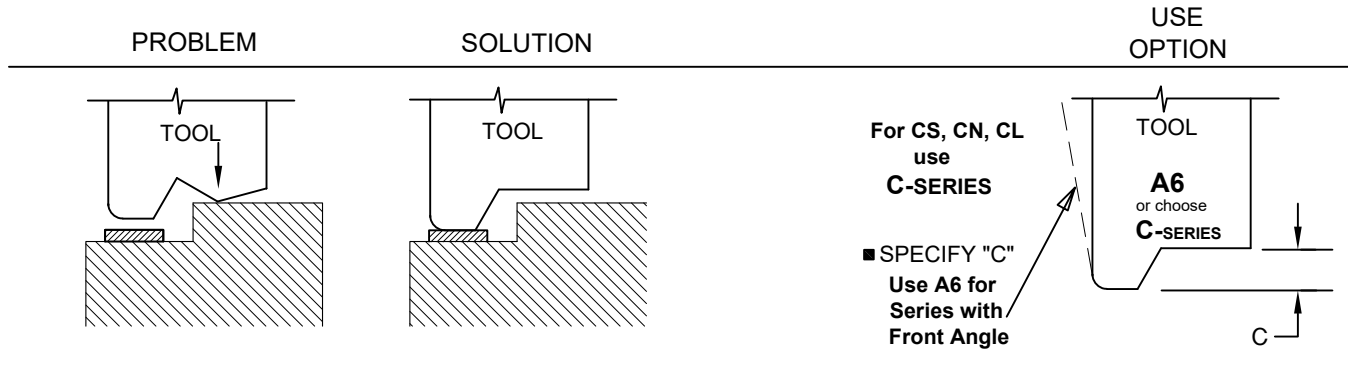 PROBLEM
SOLUTION
USE
OPTION
TOOL
TOOL
For CS, CN, CL
use
C-SERIES
■ SPECIFY "C"
Use A6 for
Series with
Front Angle
TOOL
A6
or choose
C-SERIES
C